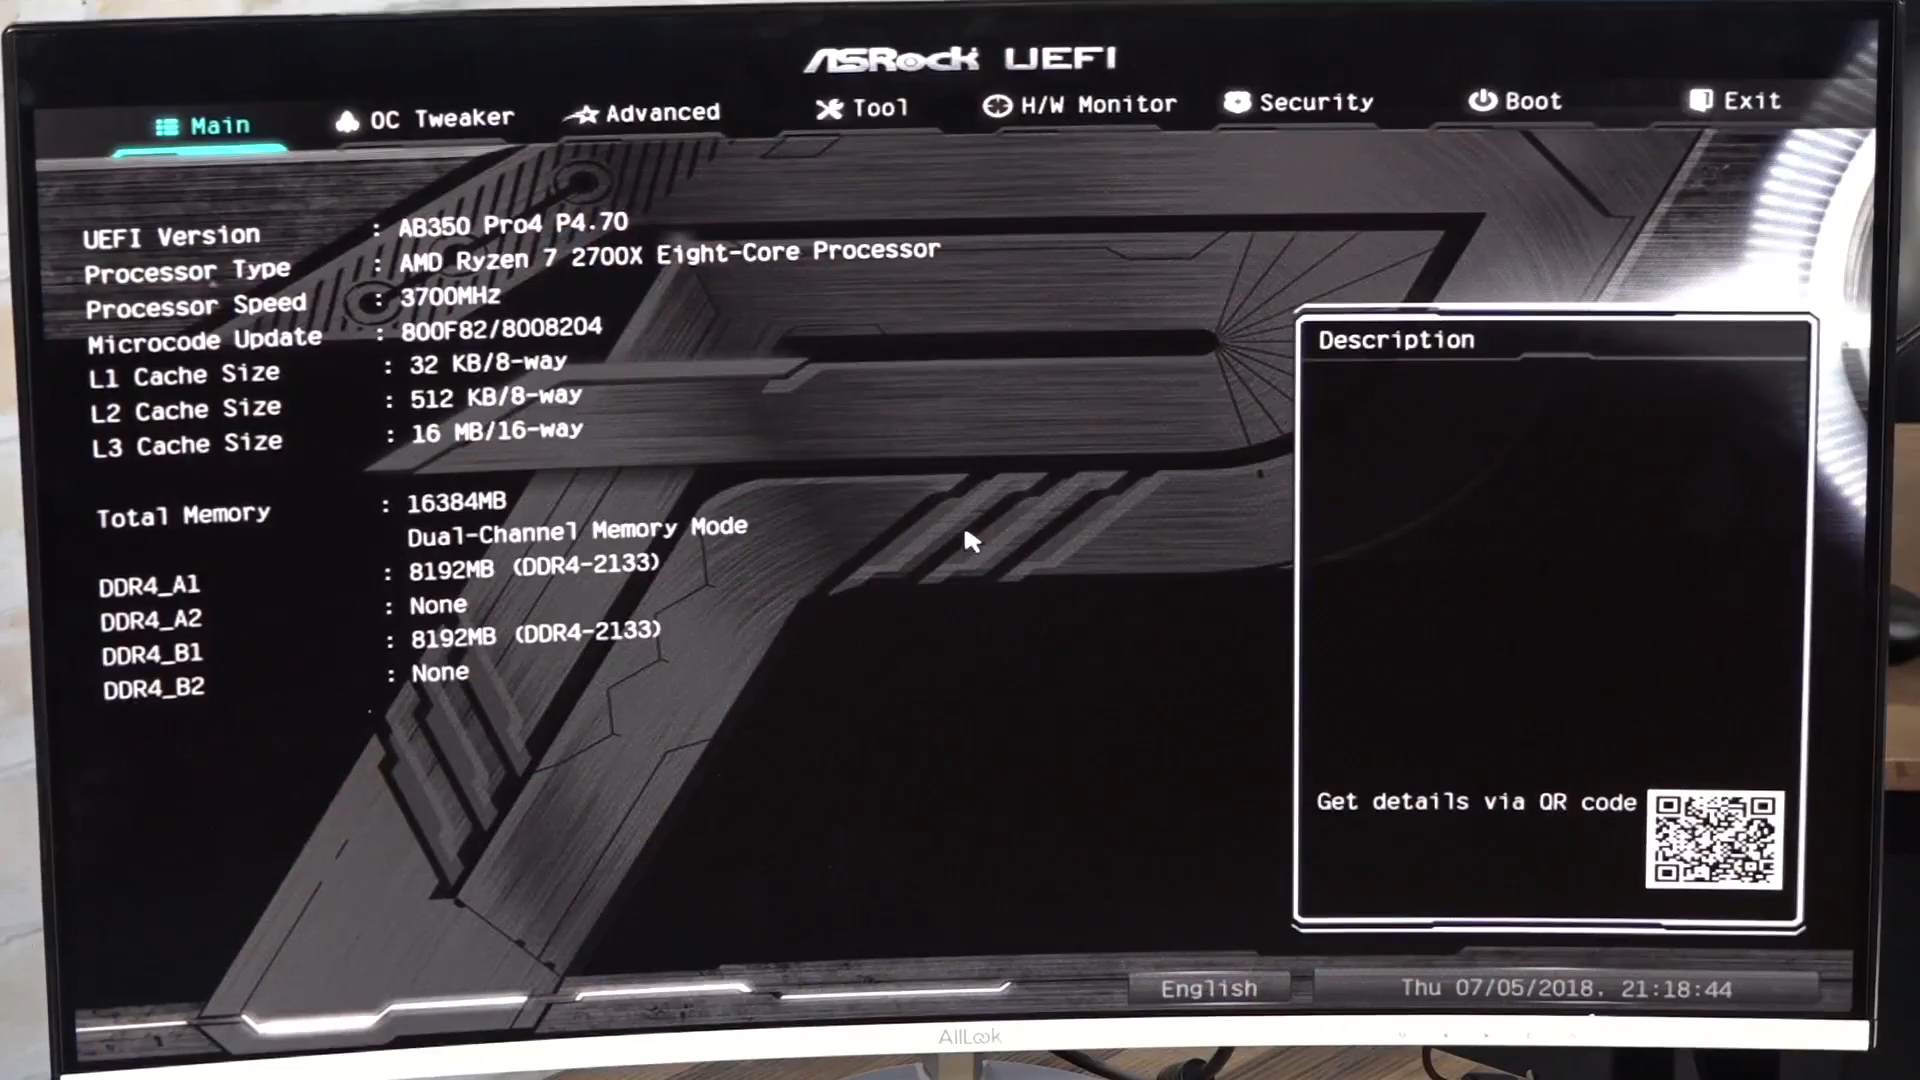 ASRock UEFI
Main OC Tweaker Advanced Tool H/W Monitor Security Boot Exit
UEFI Version : AB350 Pro4 P4.70
Processor Type : AMD Ryzen 7 2700X Eight-Core Processor
Processor Speed : 3700MHz
Microcode Update : 800F82/8008204
L1 Cache Size : 32 KB/8-way
L2 Cache Size : 512 KB/8-way
L3 Cache Size : 16 MB/16-way
Total Memory : 16384MB
Dual-Channel Memory Mode
DDR4_A1 : 8192MB (DDR4-2133)
DDR4_A2 : None
DDR4_B1 : 8192MB (DDR4-2133)
DDR4_B2 : None
Description
Get details via QR code
English
Thu 07/05/2018, 21:18:44
AllLook